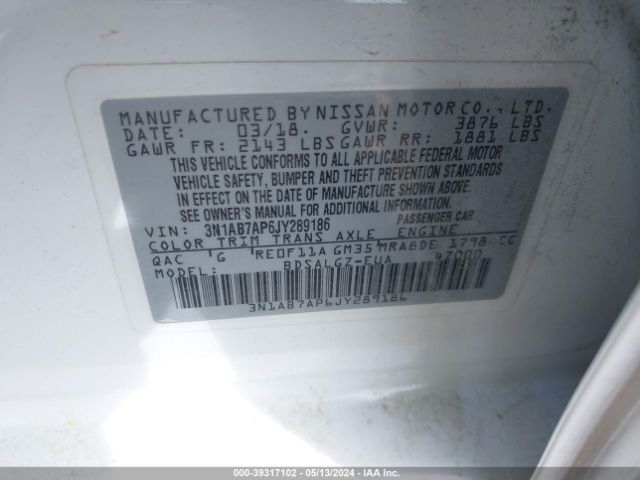 MANUFACTURED BY NISSAN MOTOR CO., LTD.
DATE: 03/18. GVWR: 3876 LBS
GAWR FR: 2143 LBS GAWR RR: 1881 LBS
THIS VEHICLE CONFORMS TO ALL APPLICABLE FEDERAL MOTOR
VEHICLE SAFETY, BUMPER AND THEFT PREVENTION STANDARDS
IN EFFECT ON THE DATE OF MANUFACTURE SHOWN ABOVE.
SEE OWNER'S MANUAL FOR ADDITIONAL INFORMATION.
VIN: 3N1AB7AP6JY289186 PASSENGER CAR
COLOR TRIM TRANS AXLE ENGINE
QAC G RE0F11A GM35 MRA8DE 1798 CC
MODEL: BDSALGZ-EUA 4Z000
3N1AB7AP6JY289186
000-39317102 - 05/13/2024 - IAA Inc.